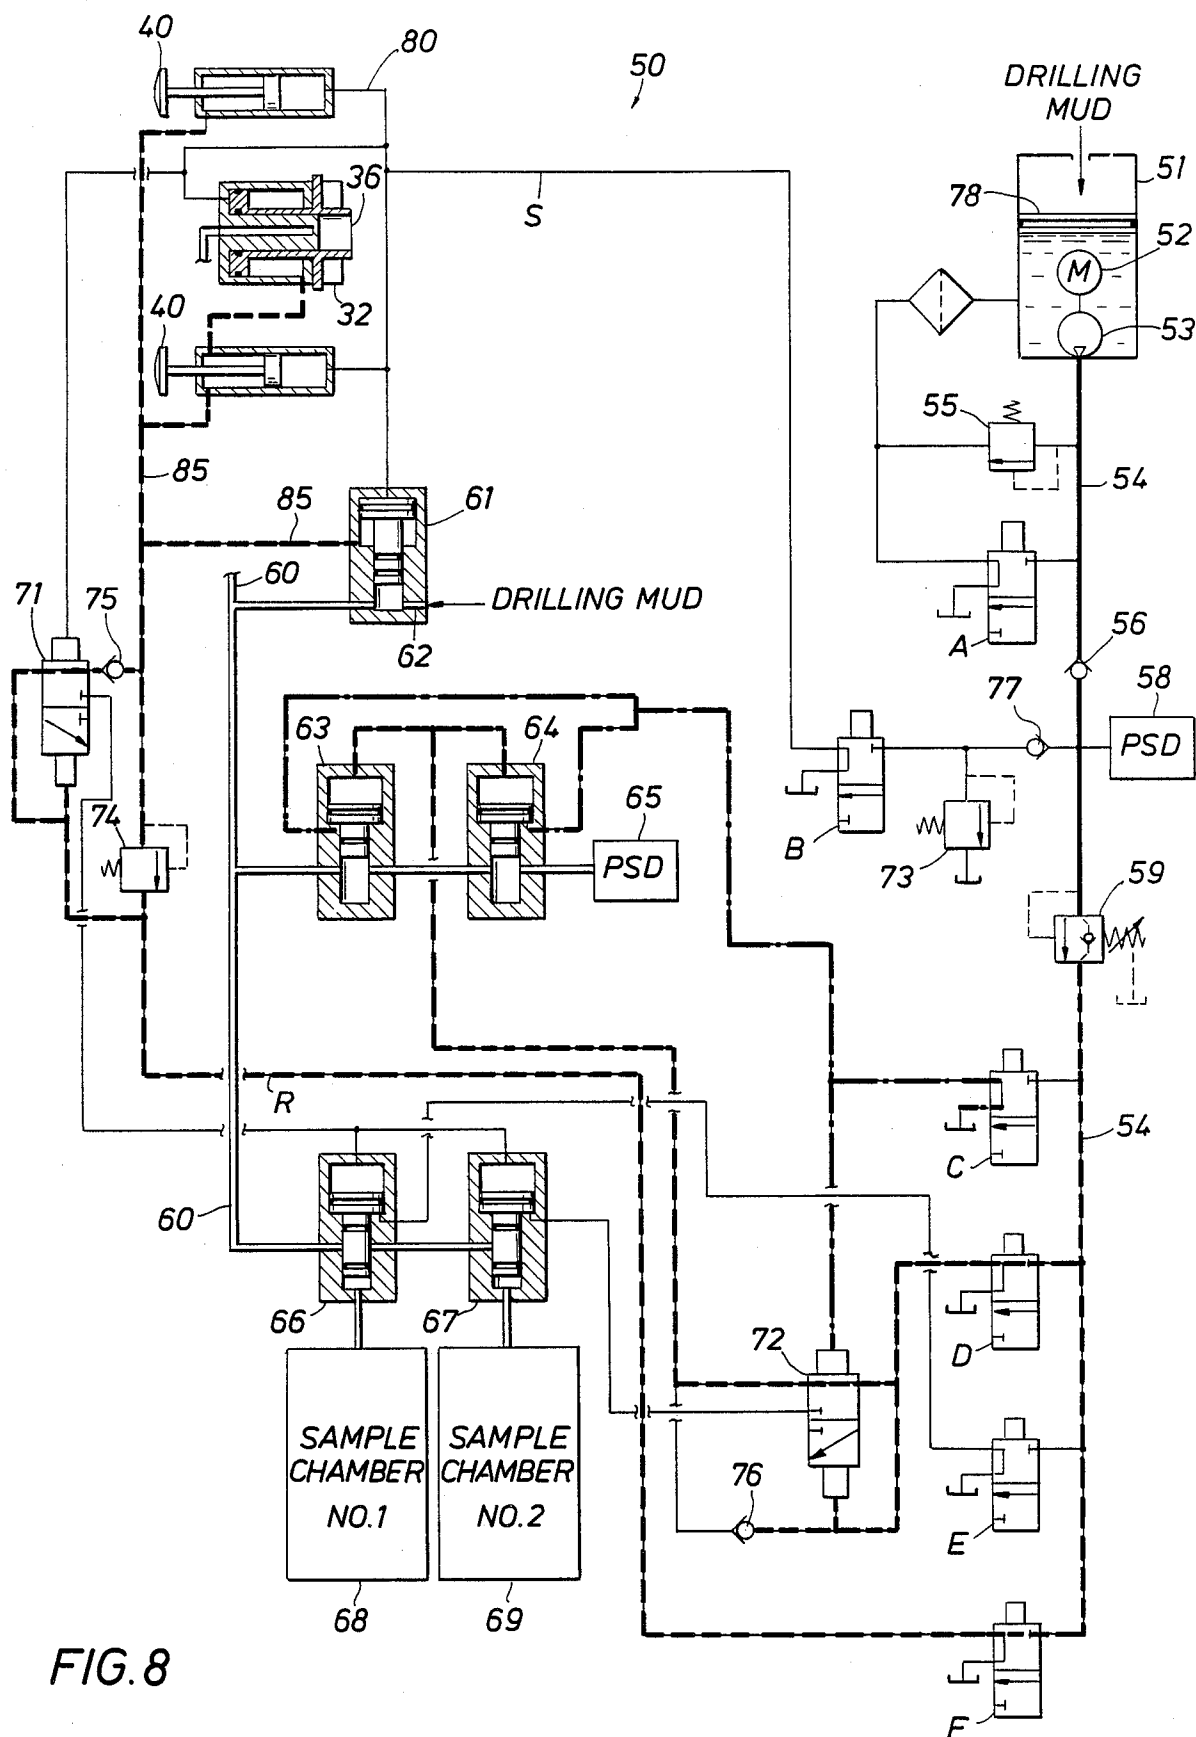 40
80
50
DRILLING
MUD
51
36
78
52
M
S
40
32
53
55
85
61
54
85
60
71
75
DRILLING MUD
A
62
56
58
77
63
64
PSD
65
74
B
PSD
73
59
R
54
C
60
66
67
72
D
SAMPLE
CHAMBER
NO.1
SAMPLE
CHAMBER
NO.2
76
E
68
69
FIG.8
F